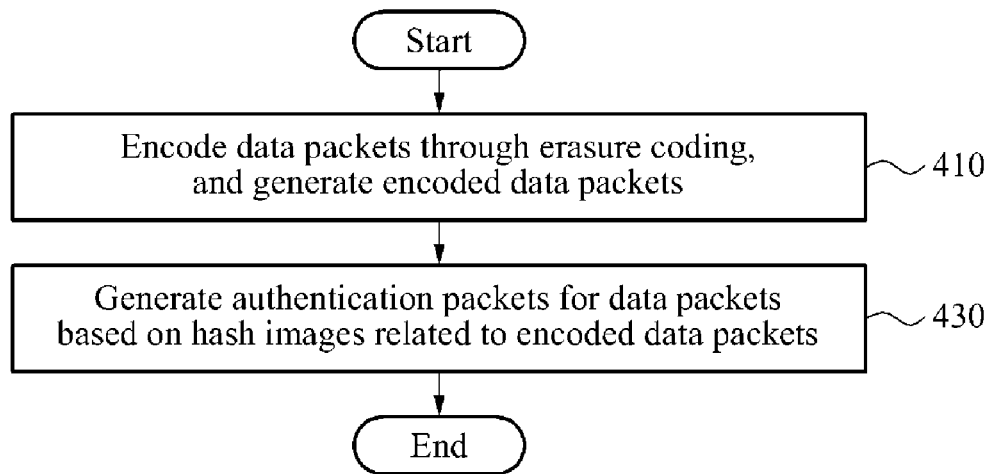 Start
Encode data packets through erasure coding,
and generate encoded data packets
410
Generate authentication packets for data packets
based on hash images related to encoded data packets
430
End